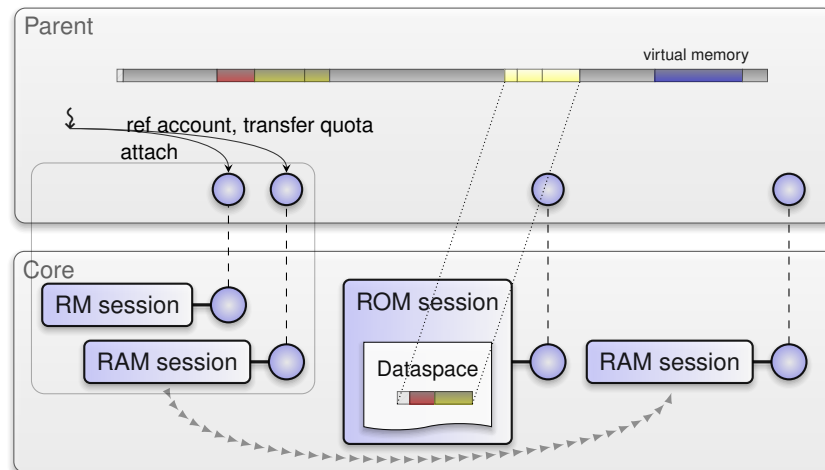 Parent
virtual memory
ref account, transfer quota
attach
Core
RM session
ROM session
RAM session
RAM session
Dataspace